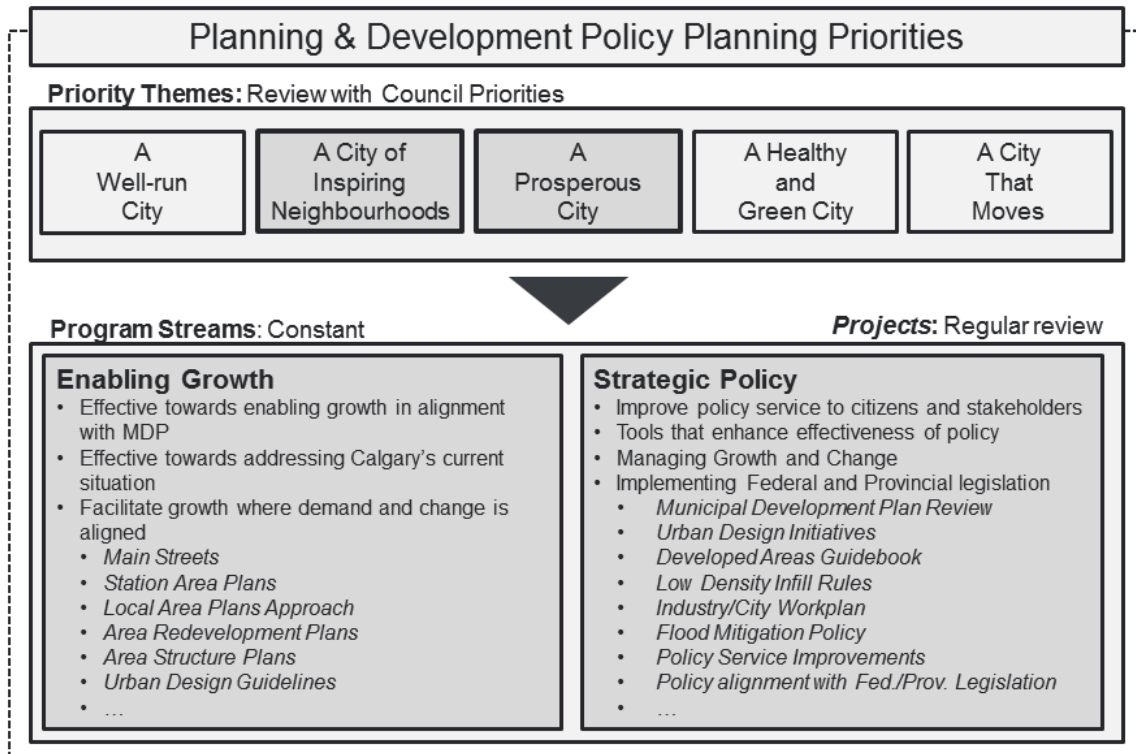 Planning & Development Policy Planning Priorities
Priority Themes: Review with Council Priorities
A
Well-run
City
A City of
Inspiring
Neighbourhoods
A
Prosperous
City
A Healthy
and
Green City
A City
That
Moves
Program Streams: Constant
Projects: Regular review
Enabling Growth
• Effective towards enabling growth in alignment
with MDP
• Effective towards addressing Calgary's current
situation
• Facilitate growth where demand and change is
aligned
• Main Streets
• Station Area Plans
• Local Area Plans Approach
• Area Redevelopment Plans
• Area Structure Plans
• Urban Design Guidelines
• ...
Strategic Policy
• Improve policy service to citizens and stakeholders
• Tools that enhance effectiveness of policy
• Managing Growth and Change
• Implementing Federal and Provincial legislation
• Municipal Development Plan Review
• Urban Design Initiatives
• Developed Areas Guidebook
• Low Density Infill Rules
• Industry/City Workplan
• Flood Mitigation Policy
• Policy Service Improvements
• Policy alignment with Fed./Prov. Legislation
• ...